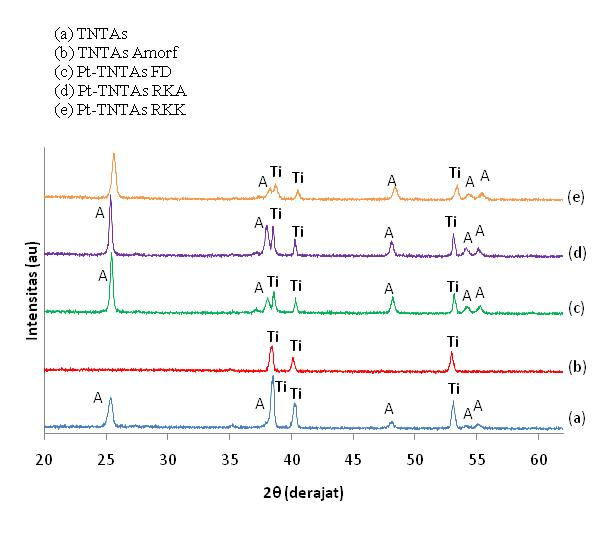 (a) TNTAs
(b) TNTAs Amorf
(c) Pt-TNTAs FD
(d) Pt-TNTAs RKA
(e) Pt-TNTAs RKK
A Ti Ti A Ti A A (e)
A A Ti Ti A Ti A A (d)
A A Ti Ti A Ti A A (c)
Ti Ti Ti (b)
A A Ti Ti A Ti A A (a)
Intensitas (au)
20 25 30 35 40 45 50 55 60
2θ (derajat)